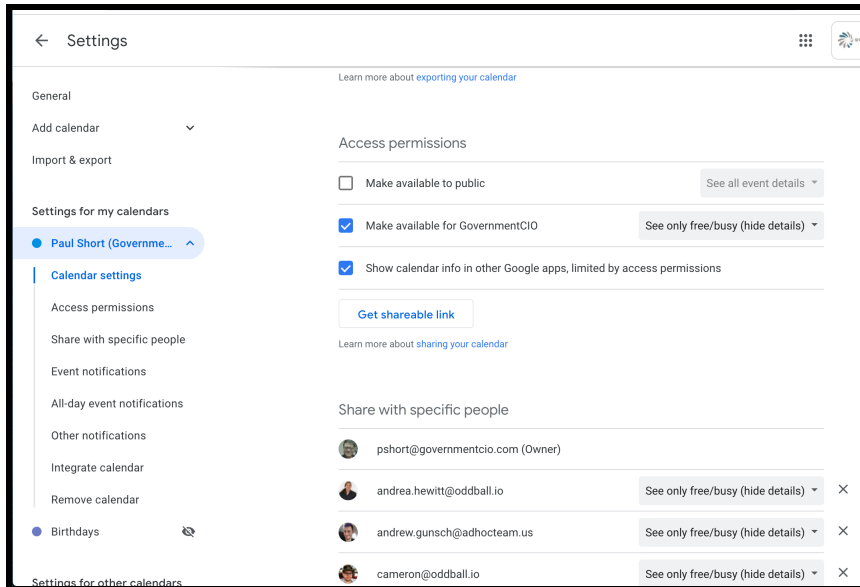 Settings
Learn more about exporting your calendar
General
Add calendar
Import & export
Settings for my calendars
Paul Short (Governme...
Calendar settings
Access permissions
Share with specific people
Event notifications
All-day event notifications
Other notifications
Integrate calendar
Remove calendar
Birthdays
Settings for other calendars
Access permissions
Make available to public
See all event details
Make available for GovernmentCIO
See only free/busy (hide details)
Show calendar info in other Google apps, limited by access permissions
Get shareable link
Learn more about sharing your calendar
Share with specific people
pshort@governmentcio.com (Owner)
andrea.hewitt@oddball.io
See only free/busy (hide details)
andrew.gunsch@adhocteam.us
See only free/busy (hide details)
cameron@oddball.io
See only free/busy (hide details)